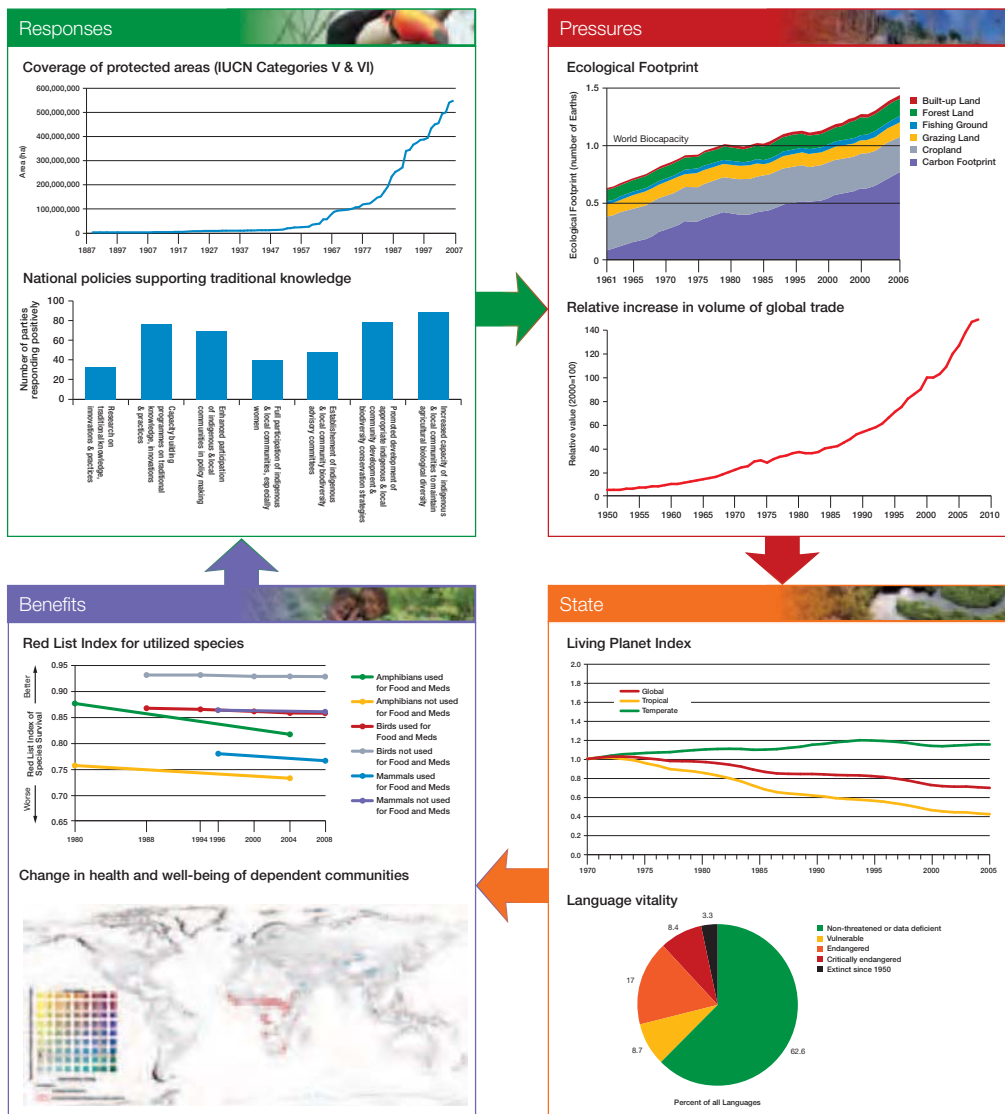 Responses
Coverage of protected areas (IUCN Categories V & VI)
600,000,000
500,000,000
400,000,000
300,000,000
200,000,000
100,000,000
0
Area (ha)
1887 1897 1907 1917 1927 1937 1947 1957 1967 1977 1987 1997 2007
National policies supporting traditional knowledge
Number of parties
responding positively
100
80
60
40
20
0
Research on
traditional knowledge,
innovations & practices
Capacity building
programmes on traditional
knowledge, innovations
& practices
Enhanced participation
of indigenous & local
communities in policy making
Full participation of indigenous
& local communities, especially
women
Establishment of indigenous
& local community biodiversity
advisory committees
Promoted development of
appropriate indigenous & local
community development &
biodiversity conservation strategies
Increased capacity of indigenous
& local communities to maintain
agricultural biological diversity
Pressures
Ecological Footprint
Ecological Footprint (number of Earths)
1.5
1.0
0.5
0
World Biocapacity
Built-up Land
Forest Land
Fishing Ground
Grazing Land
Cropland
Carbon Footprint
1961 1965 1970 1975 1980 1985 1995 2000 2000 2006
Relative increase in volume of global trade
Relative value (2000=100)
140
120
100
80
60
40
20
0
1950 1955 1960 1965 1970 1975 1980 1985 1990 1995 2000 2005 2010
Benefits
Red List Index for utilized species
Better
Red List Index of
Species Survival
Worse
0.95
0.90
0.85
0.80
0.75
0.70
0.65
1980 1988 1994 1996 2000 2004 2008
Amphibians used
for Food and Meds
Amphibians not used
for Food and Meds
Birds used for
Food and Meds
Birds not used
for Food and Meds
Mammals used
for Food and Meds
Mammals not used
for Food and Meds
Change in health and well-being of dependent communities
State
Living Planet Index
2.0
1.8
1.6
1.4
1.2
1.0
0.8
0.6
0.4
0.2
0.0
Global
Tropical
Temperate
1970 1975 1980 1985 1990 1995 2000 2005
Language vitality
3.3
8.4
17
8.7
62.6
Non-threatened or data deficient
Vulnerable
Endangered
Critically endangered
Extinct since 1950
Percent of all Languages